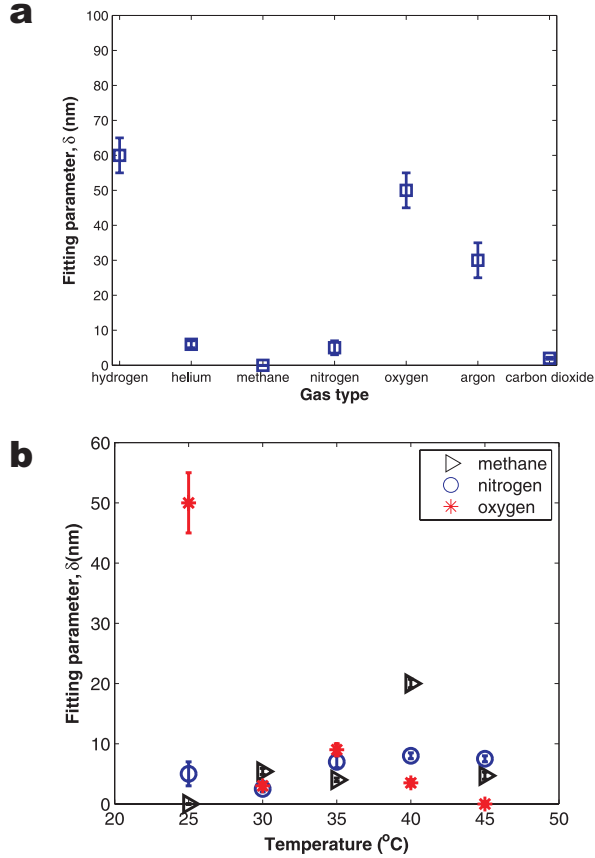 a
100
90
80
70
60
50
40
30
20
10
0
Fitting parameter, δ (nm)
hydrogen helium methane nitrogen oxygen argon carbon dioxide
Gas type
b
60
50
40
30
20
10
0
Fitting parameter, δ(nm)
methane
nitrogen
oxygen
20 25 30 35 40 45 50
Temperature (°C)